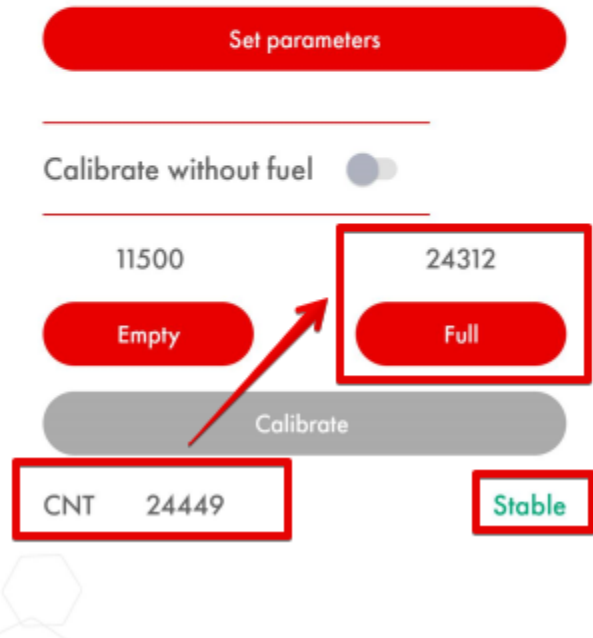 Set parameters
Calibrate without fuel
11500 24312
Empty Full
Calibrate
CNT 24449 Stable